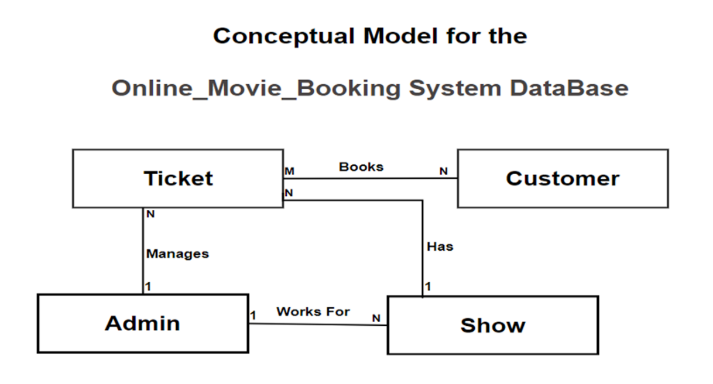 Conceptual Model for the
Online_Movie_Booking System DataBase
Ticket
M
Books
N
Customer
N
N
Manages
Has
1
1
Admin
1
Works For
N
Show